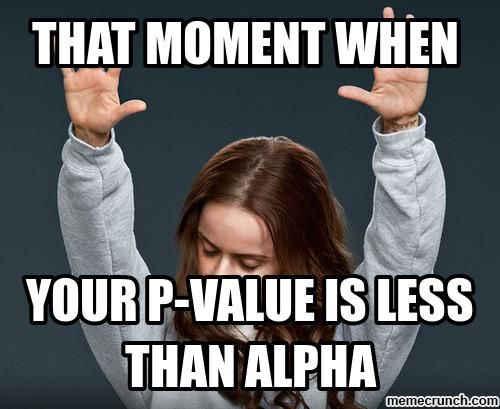 THAT MOMENT WHEN
YOUR P-VALUE IS LESS
THAN ALPHA
memecrunch.com